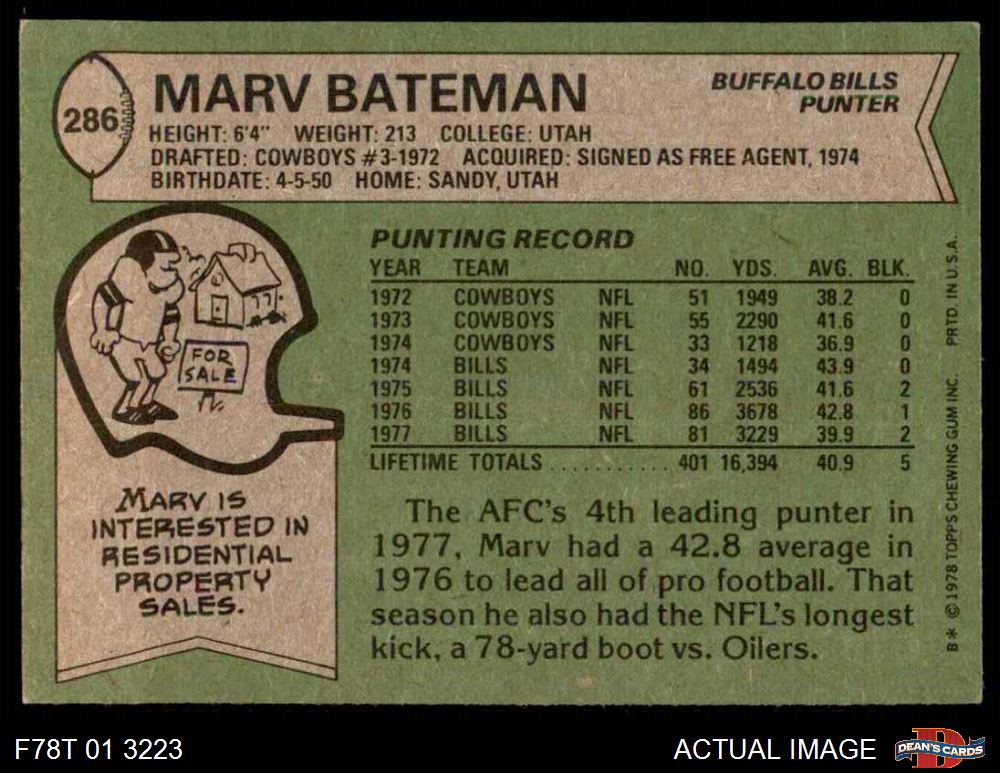 286
MARV BATEMAN
BUFFALO BILLS
PUNTER
HEIGHT: 6'4" WEIGHT: 213 COLLEGE: UTAH
DRAFTED: COWBOYS #3-1972 ACQUIRED: SIGNED AS FREE AGENT, 1974
BIRTHDATE: 4-5-50 HOME: SANDY, UTAH
FOR
SALE
MARV IS
INTERESTED IN
RESIDENTIAL
PROPERTY
SALES.
PUNTING RECORD
YEAR TEAM NO. YDS. AVG. BLK.
1972 COWBOYS NFL 51 1949 38.2 0
1973 COWBOYS NFL 55 2290 41.6 0
1974 COWBOYS NFL 33 1218 36.9 0
1974 BILLS NFL 34 1494 43.9 0
1975 BILLS NFL 61 2536 41.6 2
1976 BILLS NFL 86 3678 42.8 1
1977 BILLS NFL 81 3229 39.9 2
LIFETIME TOTALS . . . . . . . . . . . 401 16,394 40.9 5
The AFC's 4th leading punter in
1977, Marv had a 42.8 average in
1976 to lead all of pro football. That
season he also had the NFL's longest
kick, a 78-yard boot vs. Oilers.
B* © 1978 TOPPS CHEWING GUM INC. PRTD. IN U.S.A.
F78T 01 3223
ACTUAL IMAGE
D
DEAN'S CARDS